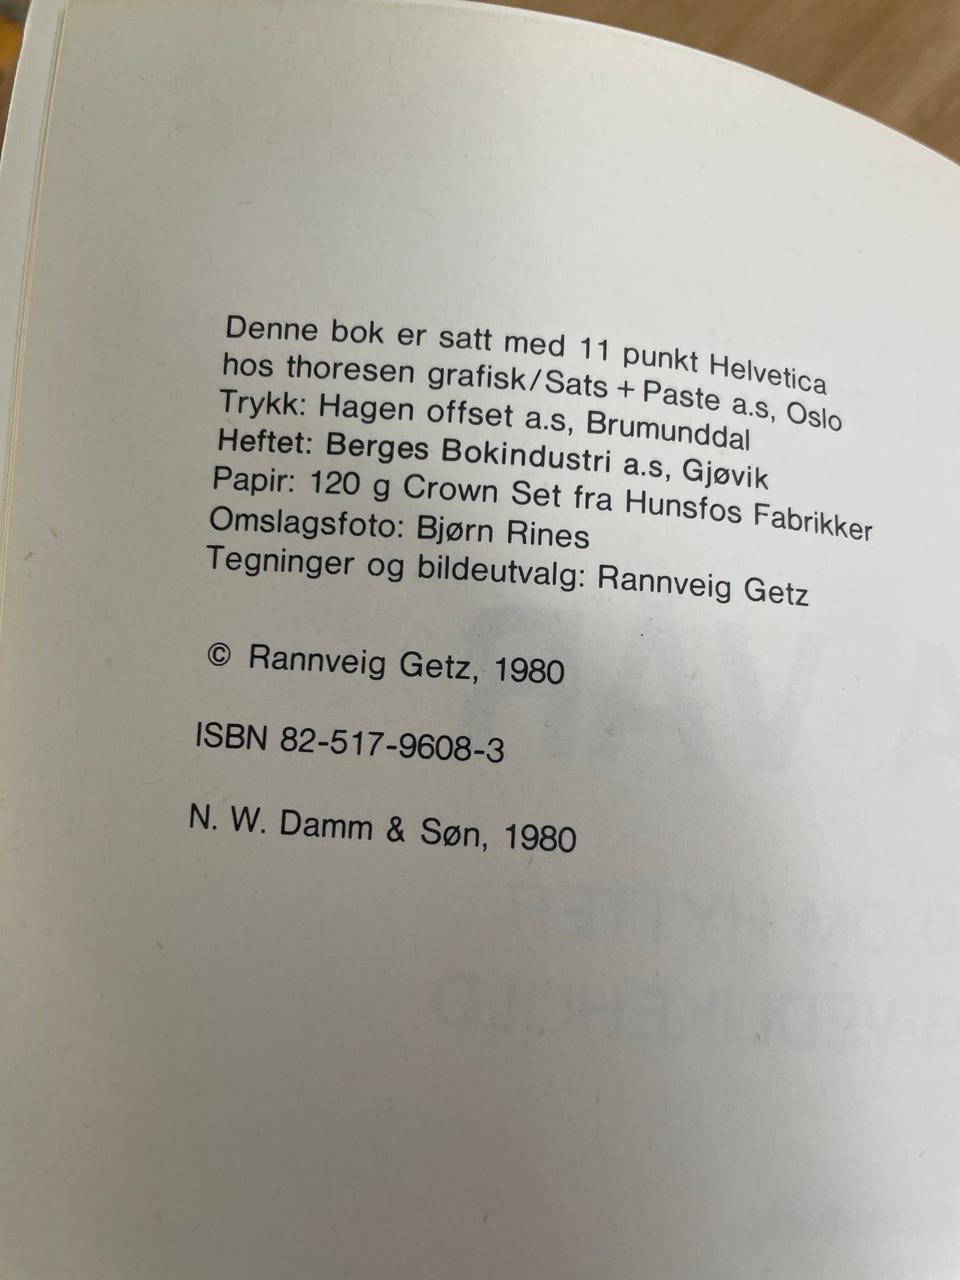 Denne bok er satt med 11 punkt Helvetica
hos thoresen grafisk/Sats + Paste a.s, Oslo
Trykk: Hagen offset a.s, Brumunddal
Heftet: Berges Bokindustri a.s, Gjøvik
Papir: 120 g Crown Set fra Hunsfos Fabrikker
Omslagsfoto: Bjørn Rines
Tegninger og bildeutvalg: Rannveig Getz
© Rannveig Getz, 1980
ISBN 82-517-9608-3
N. W. Damm & Søn, 1980